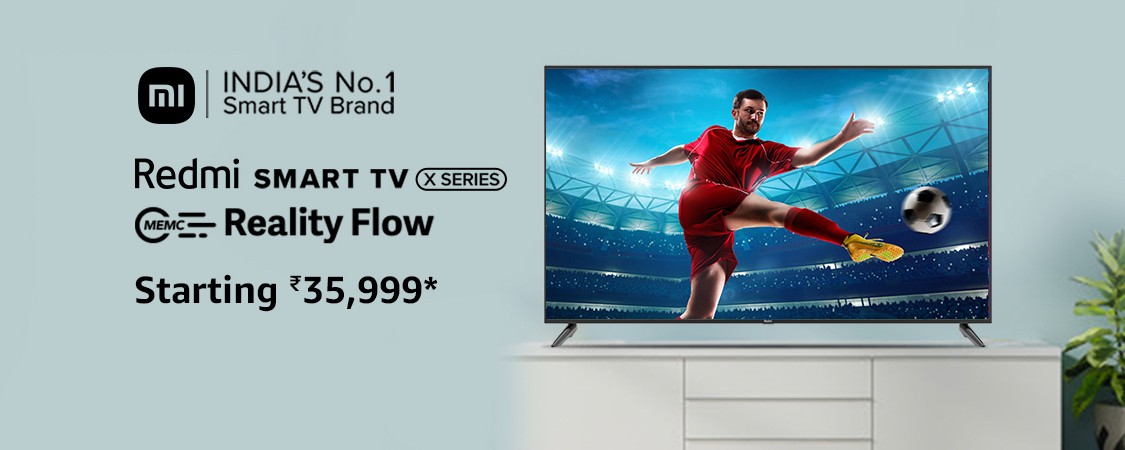 mi
INDIA'S No.1
Smart TV Brand
Redmi SMART TV X SERIES
MEMC Reality Flow
Starting ₹35,999*